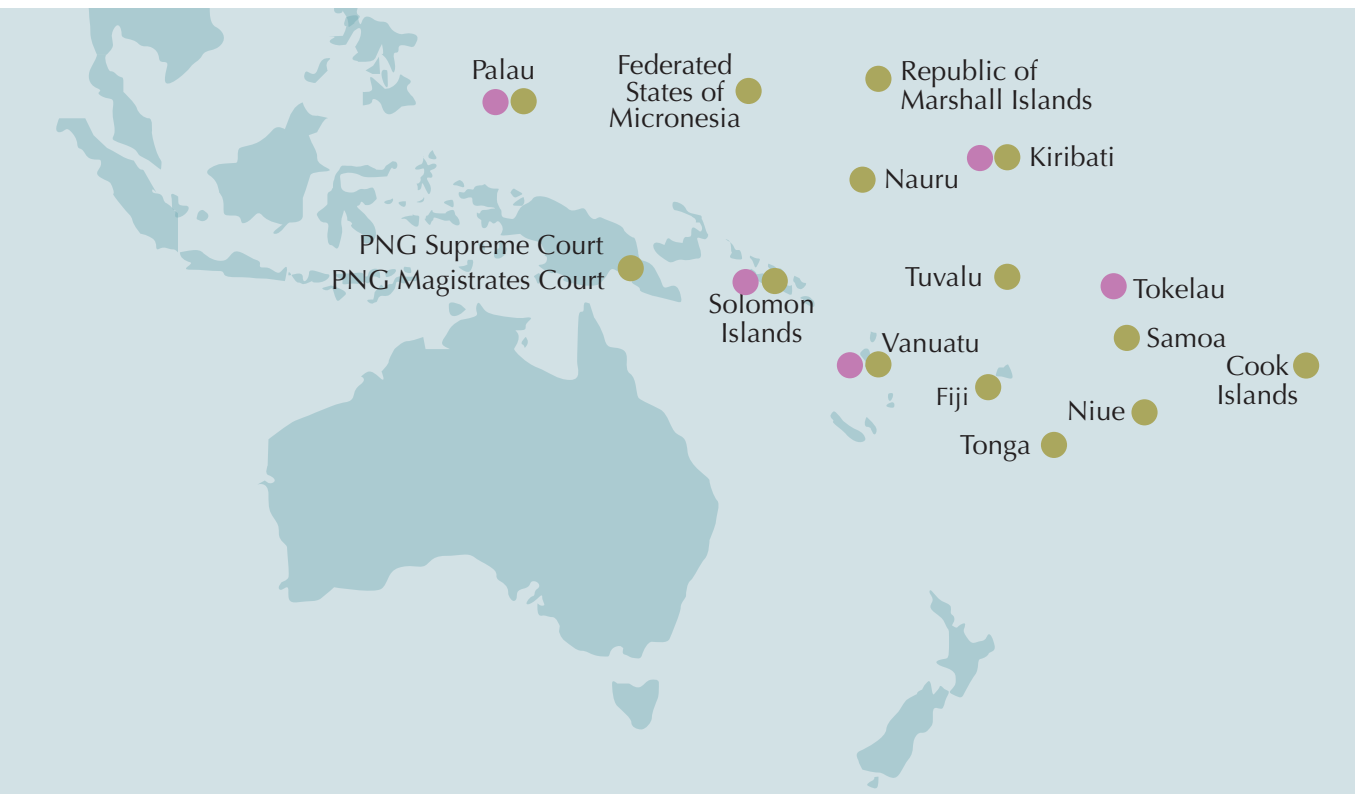 Palau
Federated
States of
Micronesia
Republic of
Marshall Islands
Kiribati
Nauru
PNG Supreme Court
PNG Magistrates Court
Solomon
Islands
Tuvalu
Tokelau
Samoa
Vanuatu
Cook
Islands
Fiji
Niue
Tonga